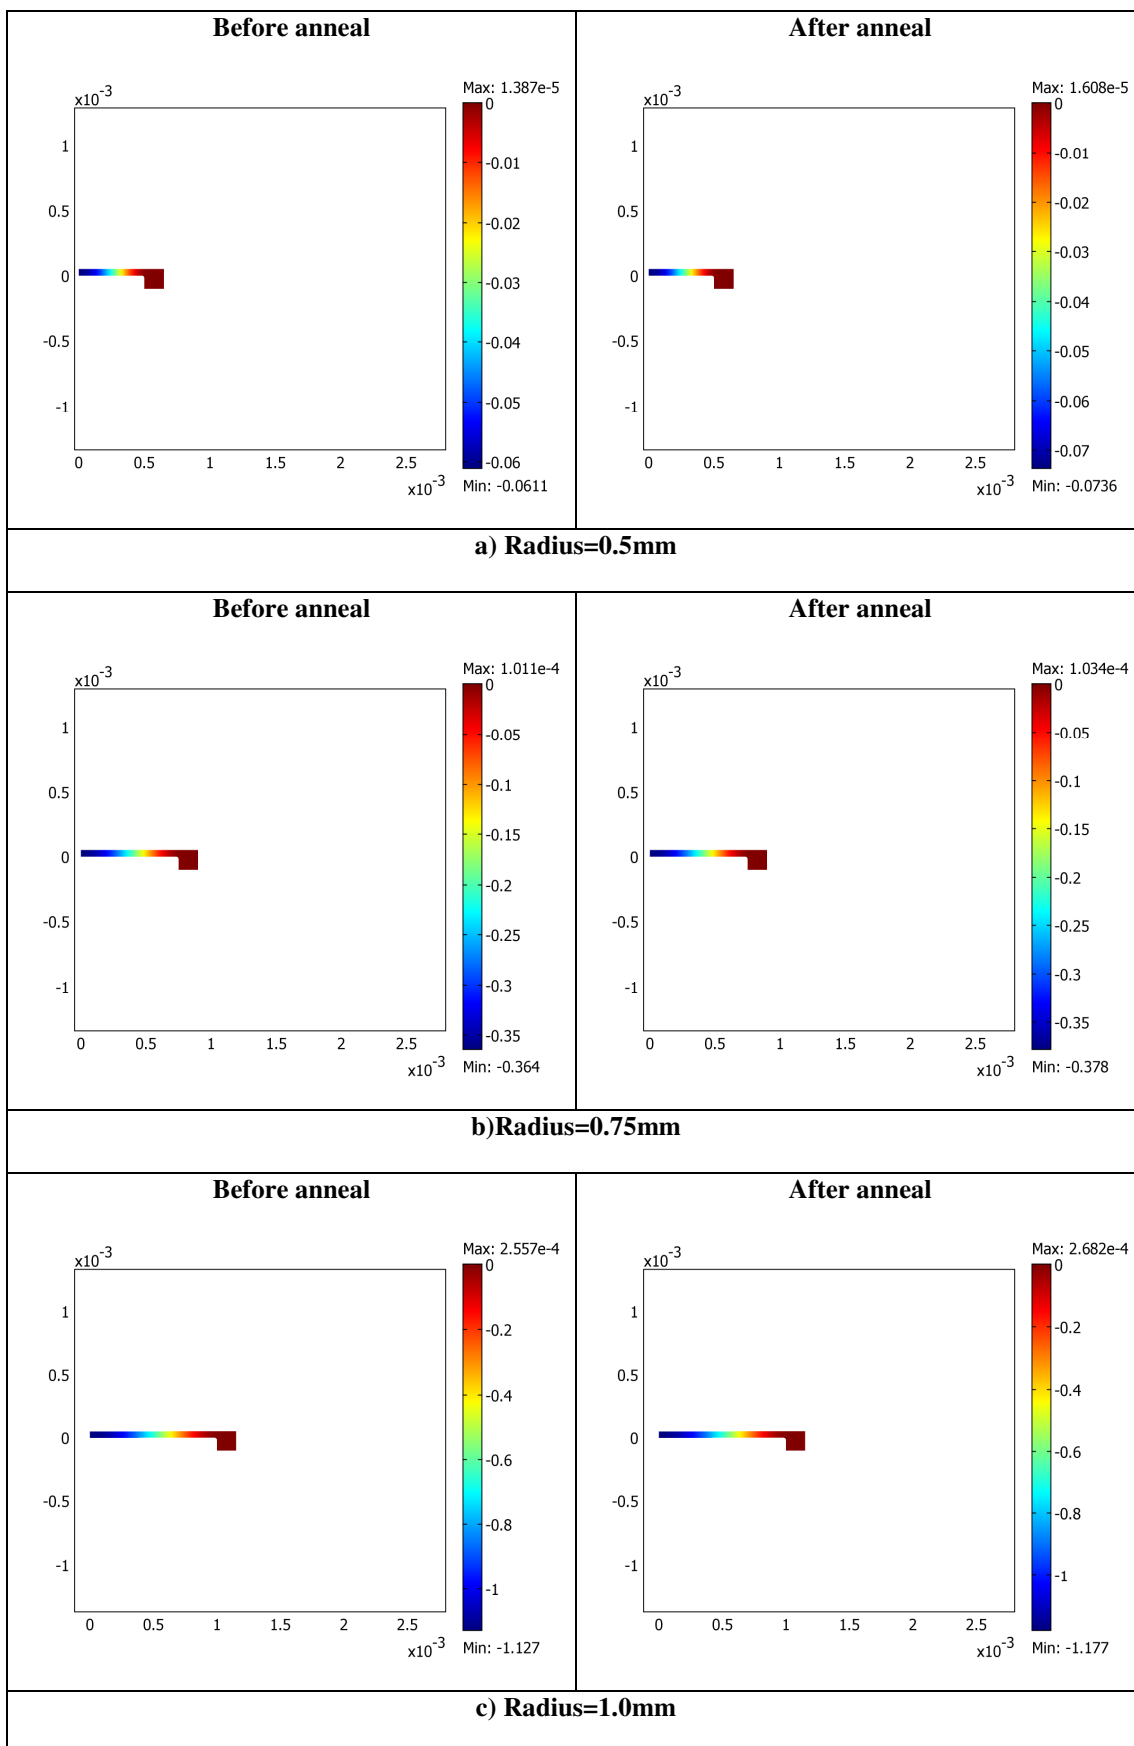 Before anneal
After anneal
Max: 1.387e-5
x10-3
0
1
-0.01
0.5
-0.02
0
-0.03
-0.5
-0.04
-1
-0.05
-0.06
0 0.5 1 1.5 2 2.5
x10-3
Min: -0.0611
Max: 1.608e-5
x10-3
0
1
-0.01
0.5
-0.02
-0.03
0
-0.04
-0.5
-0.05
-0.06
-1
-0.07
0 0.5 1 1.5 2 2.5
x10-3
Min: -0.0736
a) Radius=0.5mm
Before anneal
After anneal
Max: 1.011e-4
x10-3
0
1
-0.05
0.5
-0.1
-0.15
0
-0.2
-0.5
-0.25
-0.3
-1
-0.35
0 0.5 1 1.5 2 2.5
x10-3
Min: -0.364
Max: 1.034e-4
x10-3
0
1
-0.05
0.5
-0.1
-0.15
0
-0.2
-0.5
-0.25
-0.3
-1
-0.35
0 0.5 1 1.5 2 2.5
x10-3
Min: -0.378
b)Radius=0.75mm
Before anneal
After anneal
Max: 2.557e-4
x10-3
0
1
-0.2
0.5
-0.4
0
-0.6
-0.5
-0.8
-1
-1
0 0.5 1 1.5 2 2.5
x10-3
Min: -1.127
Max: 2.682e-4
x10-3
0
1
-0.2
0.5
-0.4
0
-0.6
-0.5
-0.8
-1
-1
0 0.5 1 1.5 2 2.5
x10-3
Min: -1.177
c) Radius=1.0mm